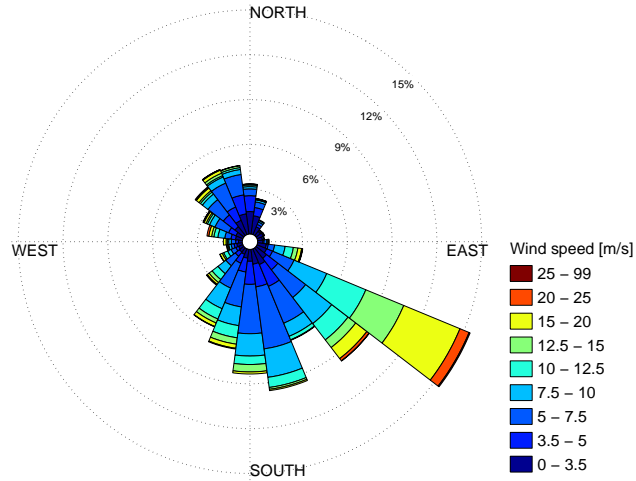 NORTH
15%
12%
9%
6%
3%
WEST
EAST
SOUTH
Wind speed [m/s]
25 − 99
20 − 25
15 − 20
12.5 − 15
10 − 12.5
7.5 − 10
5 − 7.5
3.5 − 5
0 − 3.5